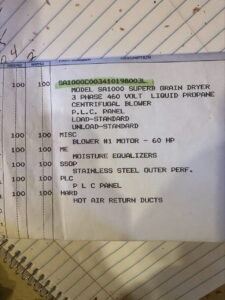 DESCRIPTION
100 100 SA1000C003410198003L
MODEL SA1000 SUPERB GRAIN DRYER
3 PHASE 460 VOLT LIQUID PROPANE
CENTRIFUGAL BLOWER
P.L.C. PANEL
LOAD-STANDARD
UNLOAD-STANDARD
100 100 MISC
BLOWER #1 MOTOR - 60 HP
100 100 ME
MOISTURE EQUALIZERS
100 100 SSOP
STAINLESS STEEL OUTER PERF.
100 100 PLC
P L C PANEL
100 100 HARD
HOT AIR RETURN DUCTS